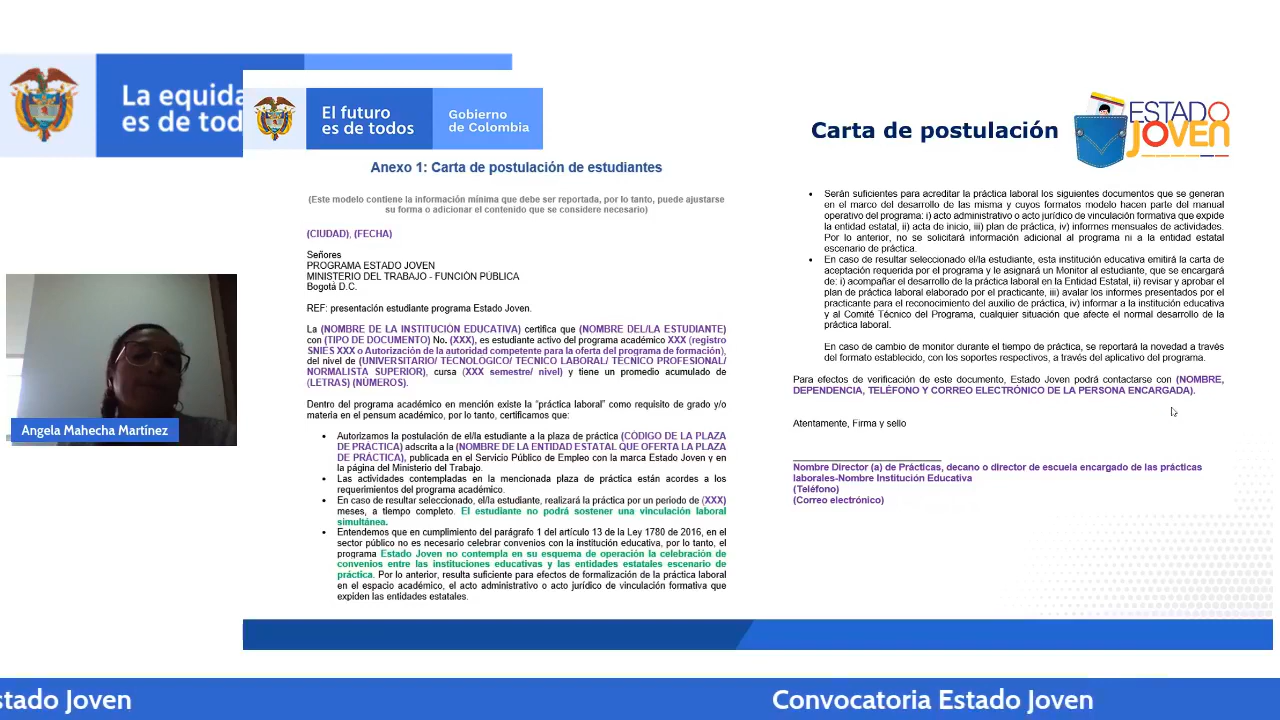 La equida
es de tod
El futuro
es de todos
Gobierno
de Colombia
Carta de postulación
ESTADO
JOVEN
Anexo 1: Carta de postulación de estudiantes
(Este modelo contiene la información mínima que debe ser reportada, por lo tanto, puede ajustarse
su forma o adicionar el contenido que se considere necesario)
(CIUDAD), (FECHA)
Señores
PROGRAMA ESTADO JOVEN
MINISTERIO DEL TRABAJO - FUNCIÓN PÚBLICA
Bogotá D.C.
REF: presentación estudiante programa Estado Joven.
La (NOMBRE DE LA INSTITUCIÓN EDUCATIVA) certifica que (NOMBRE DEL/LA ESTUDIANTE)
con (TIPO DE DOCUMENTO) No. (XXX), es estudiante activo del programa académico XXX (registro
SNIES XXX o Autorización de la autoridad competente para la oferta del programa de formación),
del nivel de (UNIVERSITARIO/ TECNOLOGICO/ TECNICO LABORAL/ TECNICO PROFESIONAL/
NORMALISTA SUPERIOR), cursa (XXX semestre/ nivel) y tiene un promedio acumulado de
(LETRAS) (NÚMEROS).
Dentro del programa académico en mención existe la “práctica laboral” como requisito de grado y/o
materia en el pensum académico, por lo tanto, certificamos que:
• Autorizamos la postulación de el/la estudiante a la plaza de práctica (CÓDIGO DE LA PLAZA
DE PRÁCTICA) adscrita a la (NOMBRE DE LA ENTIDAD ESTATAL QUE OFERTA LA PLAZA
DE PRÁCTICA), publicada en el Servicio Público de Empleo con la marca Estado Joven y en
la página del Ministerio del Trabajo.
• Las actividades contempladas en la mencionada plaza de práctica están acordes a los
requerimientos del programa académico.
• En caso de resultar seleccionado, el/la estudiante, realizará la práctica por un periodo de (XXX)
meses, a tiempo completo. El estudiante no podrá sostener una vinculación laboral
simultánea.
• Entendemos que en cumplimiento del parágrafo 1 del artículo 13 de la Ley 1780 de 2016, en el
sector público no es necesario celebrar convenios con la institución educativa, por lo tanto, el
programa Estado Joven no contempla en su esquema de operación la celebración de
convenios entre las instituciones educativas y las entidades estatales escenario de
práctica. Por lo anterior, resulta suficiente para efectos de formalización de la práctica laboral
en el espacio académico, el acto administrativo o acto jurídico de vinculación formativa que
expiden las entidades estatales.
• Serán suficientes para acreditar la práctica laboral los siguientes documentos que se generan
en el marco del desarrollo de las misma y cuyos formatos modelo hacen parte del manual
operativo del programa: i) acto administrativo o acto jurídico de vinculación formativa que expide
la entidad estatal, ii) acta de inicio, iii) plan de práctica, iv) informes mensuales de actividades.
Por lo anterior, no se solicitará información adicional al programa ni a la entidad estatal
escenario de práctica.
• En caso de resultar seleccionado el/la estudiante, esta institución educativa emitirá la carta de
aceptación requerida por el programa y le asignará un Monitor al estudiante, que se encargará
de: i) acompañar el desarrollo de la práctica laboral en la Entidad Estatal, ii) revisar y aprobar el
plan de práctica laboral elaborado por el practicante, iii) avalar los informes presentados por el
practicante para el reconocimiento del auxilio de práctica, iv) informar a la institución educativa
y al Comité Técnico del Programa, cualquier situación que afecte el normal desarrollo de la
práctica laboral.
En caso de cambio de monitor durante el tiempo de práctica, se reportará la novedad a través
del formato establecido, con los soportes respectivos, a través del aplicativo del programa.
Para efectos de verificación de este documento, Estado Joven podrá contactarse con (NOMBRE,
DEPENDENCIA, TELÉFONO Y CORREO ELECTRÓNICO DE LA PERSONA ENCARGADA).
Atentamente, Firma y sello
Nombre Director (a) de Prácticas, decano o director de escuela encargado de las prácticas
laborales-Nombre Institución Educativa
(Teléfono)
(Correo electrónico)
Angela Mahecha Martínez
stado Joven
Convocatoria Estado Joven